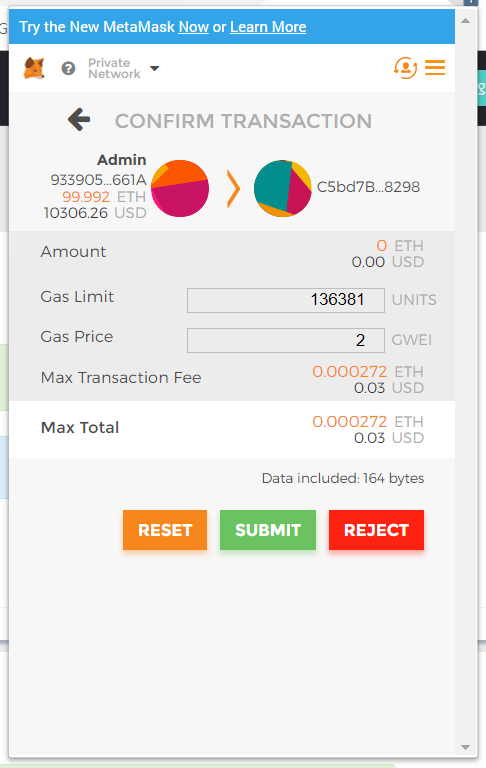 Try the New MetaMask Now or Learn More
Private
Network
CONFIRM TRANSACTION
Admin
933905...661A
99.992 ETH
10306.26 USD
C5bd7B...8298
Amount
0 ETH
0.00 USD
Gas Limit
136381 UNITS
Gas Price
2 GWEI
Max Transaction Fee
0.000272 ETH
0.03 USD
Max Total
0.000272 ETH
0.03 USD
Data included: 164 bytes
RESET SUBMIT REJECT